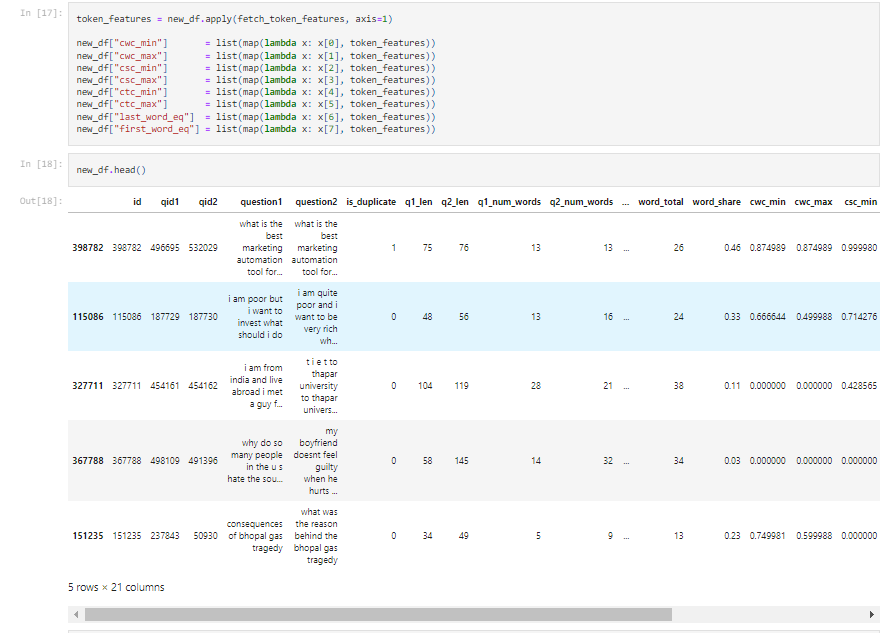 In [17]:
token_features = new_df.apply(fetch_token_features, axis=1)
new_df["cwc_min"]       = list(map(lambda x: x[0], token_features))
new_df["cwc_max"]       = list(map(lambda x: x[1], token_features))
new_df["csc_min"]       = list(map(lambda x: x[2], token_features))
new_df["csc_max"]       = list(map(lambda x: x[3], token_features))
new_df["ctc_min"]       = list(map(lambda x: x[4], token_features))
new_df["ctc_max"]       = list(map(lambda x: x[5], token_features))
new_df["last_word_eq"]  = list(map(lambda x: x[6], token_features))
new_df["first_word_eq"] = list(map(lambda x: x[7], token_features))
In [18]:
new_df.head()
Out[18]:
id qid1 qid2 question1 question2 is_duplicate q1_len q2_len q1_num_words q2_num_words ... word_total word_share cwc_min cwc_max csc_min
what is the what is the
best best
marketing marketing
398782 398782 496695 532029 automation automation 1 75 76 13 13 ... 26 0.46 0.874989 0.874989 0.999980
tool for... tool for...
i am poor but i am quite
i want to poor and i
115086 115086 187729 187730 invest what want to be 0 48 56 13 16 ... 24 0.33 0.666644 0.499988 0.714276
should i do very rich
wh...
i am from t i e t to
india and live thapar
327711 327711 454161 454162 abroad i met university 0 104 119 28 21 ... 38 0.11 0.000000 0.000000 0.428565
a guy f... to thapar
univers...
my
why do so boyfriend
many people doesnt feel
367788 367788 498109 491396 in the u s guilty 0 58 145 14 32 ... 34 0.03 0.000000 0.000000 0.000000
hate the sou... when he
hurts ...
what was
consequences the reason
151235 151235 237843 50930 of bhopal gas behind the 0 34 49 5 9 ... 13 0.23 0.749981 0.599988 0.000000
tragedy bhopal gas
tragedy
5 rows × 21 columns